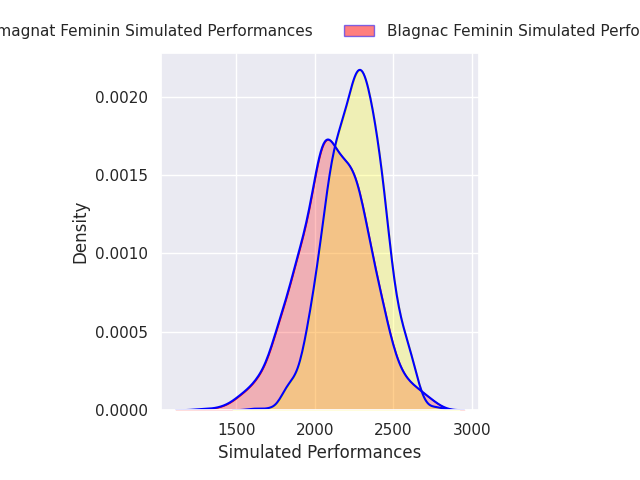 magnat Feminin Simulated Performances Blagnac Feminin Simulated Perfo
0.0020
0.0015
0.0010
0.0005
0.0000
Density
1500 2000 2500 3000
Simulated Performances